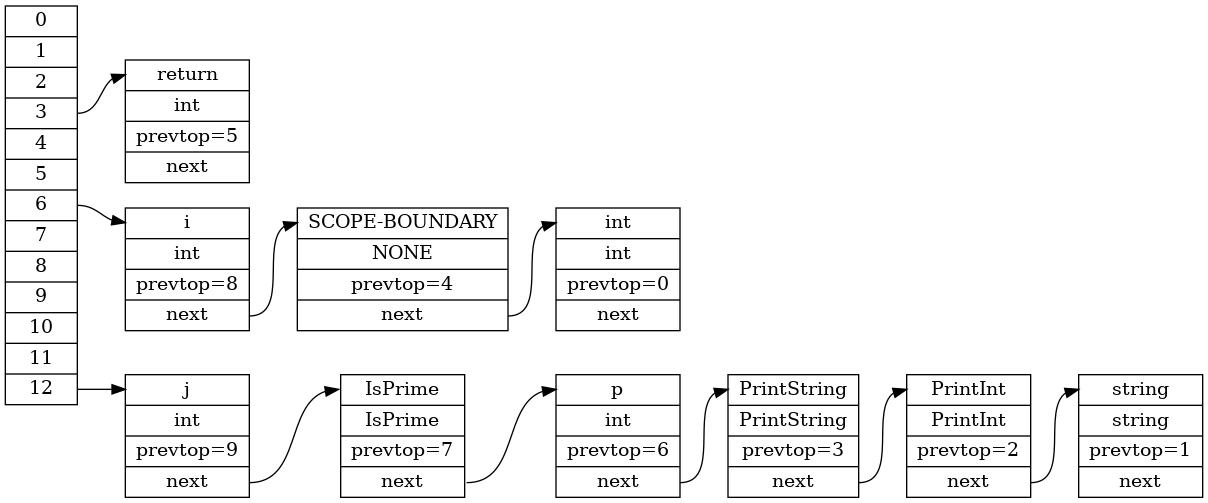 0
1
2
3
4
5
6
7
8
9
10
11
12
return
int
prevtop=5
next
i
int
prevtop=8
next
SCOPE-BOUNDARY
NONE
prevtop=4
next
int
int
prevtop=0
next
j
int
prevtop=9
next
IsPrime
IsPrime
prevtop=7
next
p
int
prevtop=6
next
PrintString
PrintString
prevtop=3
next
PrintInt
PrintInt
prevtop=2
next
string
string
prevtop=1
next